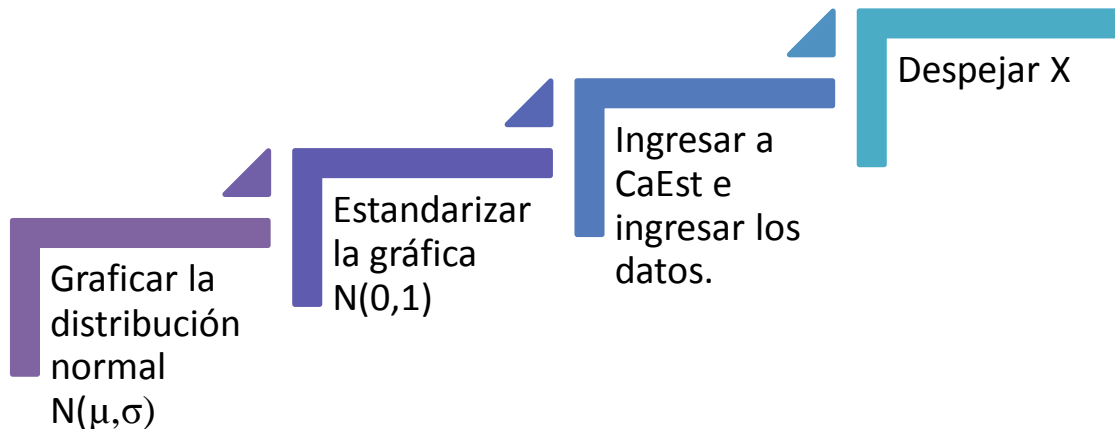 Graficar la
distribución
normal
N(μ,σ)
Estandarizar
la gráfica
N(0,1)
Ingresar a
CaEst e
ingresar los
datos.
Despejar X